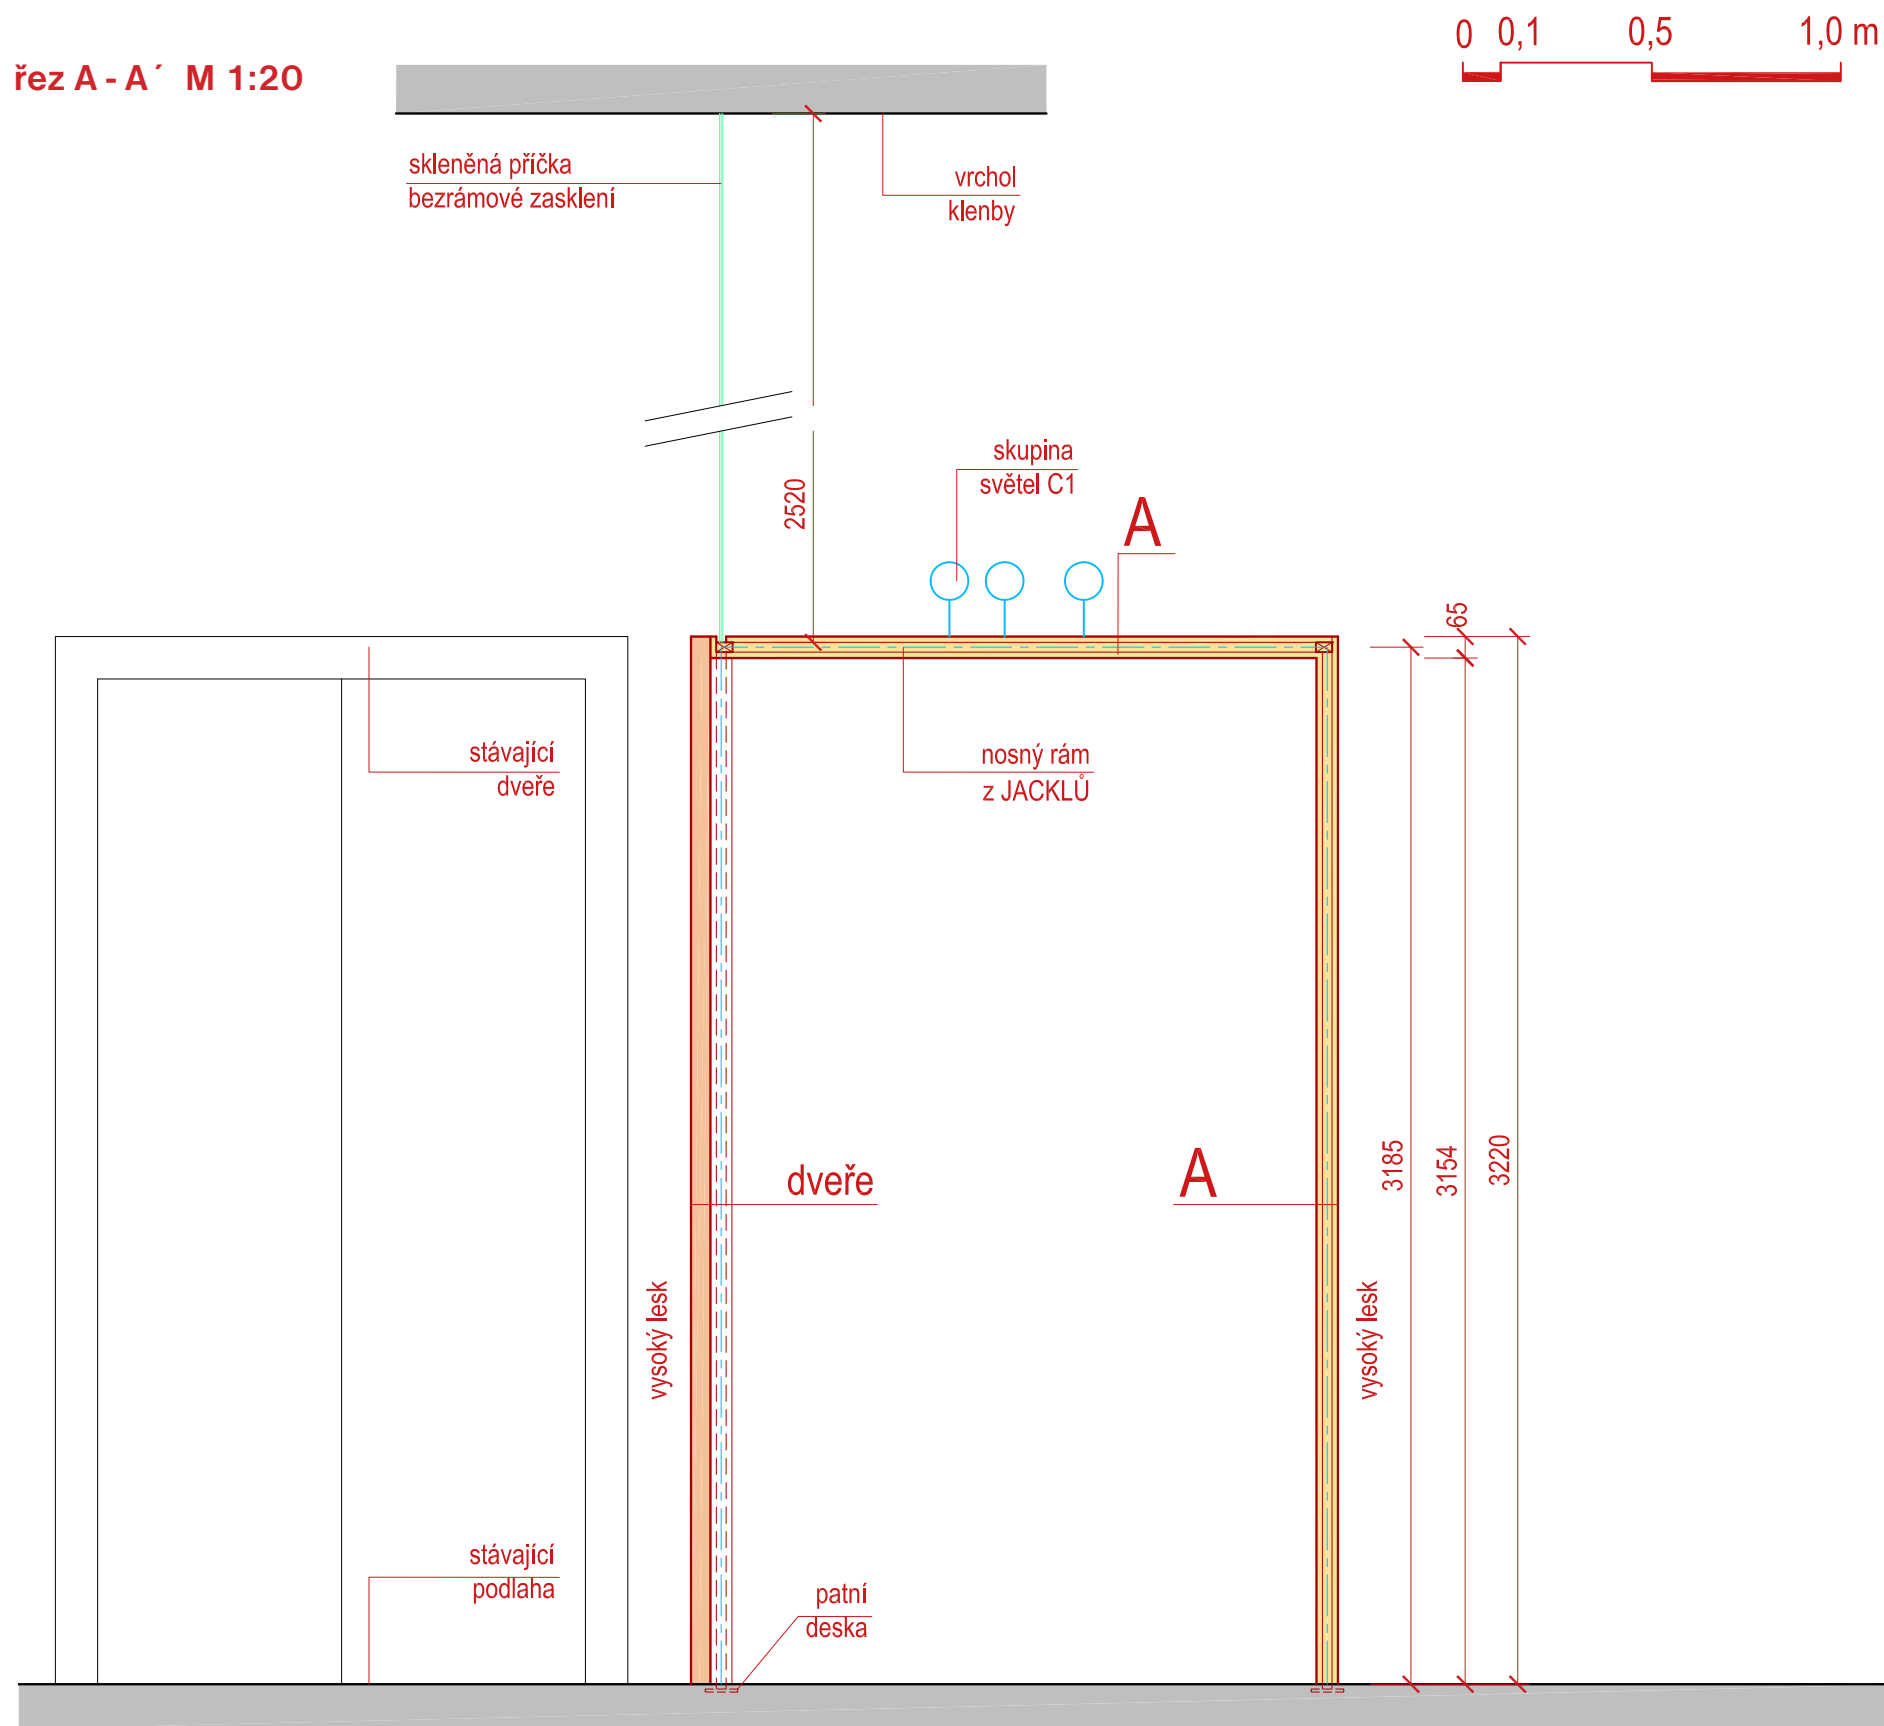 řez A - A´ M 1:20
0 0,1 0,5 1,0 m
skleněná příčka
bezrámové zasklení
vrchol
klenby
skupina
světel C1
2520
A
65
stávající
dveře
nosný rám
z JACKLŮ
dveře
A
3185
3154
3220
vysoký lesk
vysoký lesk
stávající
podlaha
patní
deska